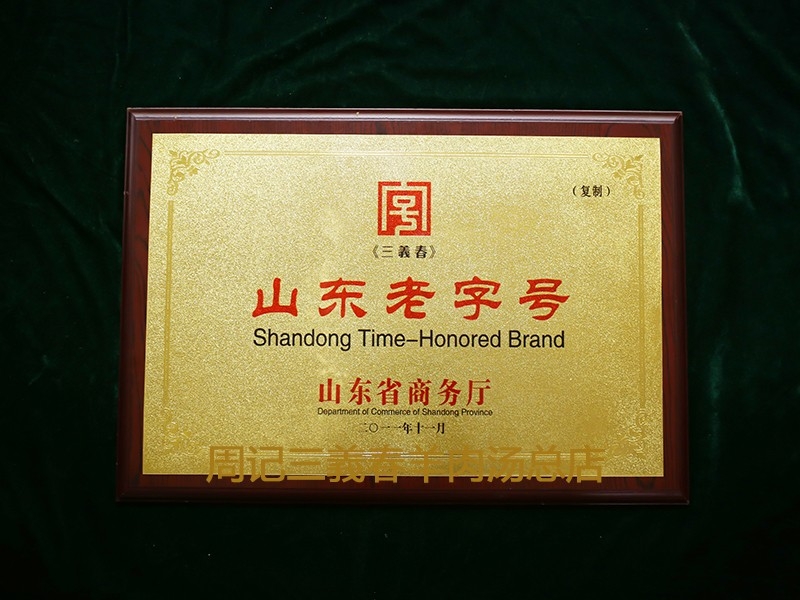 （复制）
字号
《三義春》
山东老字号
Shandong Time-Honored Brand
山东省商务厅
Department of Commerce of Shandong Province
二〇一一年十一月
周记三義春羊肉汤总店